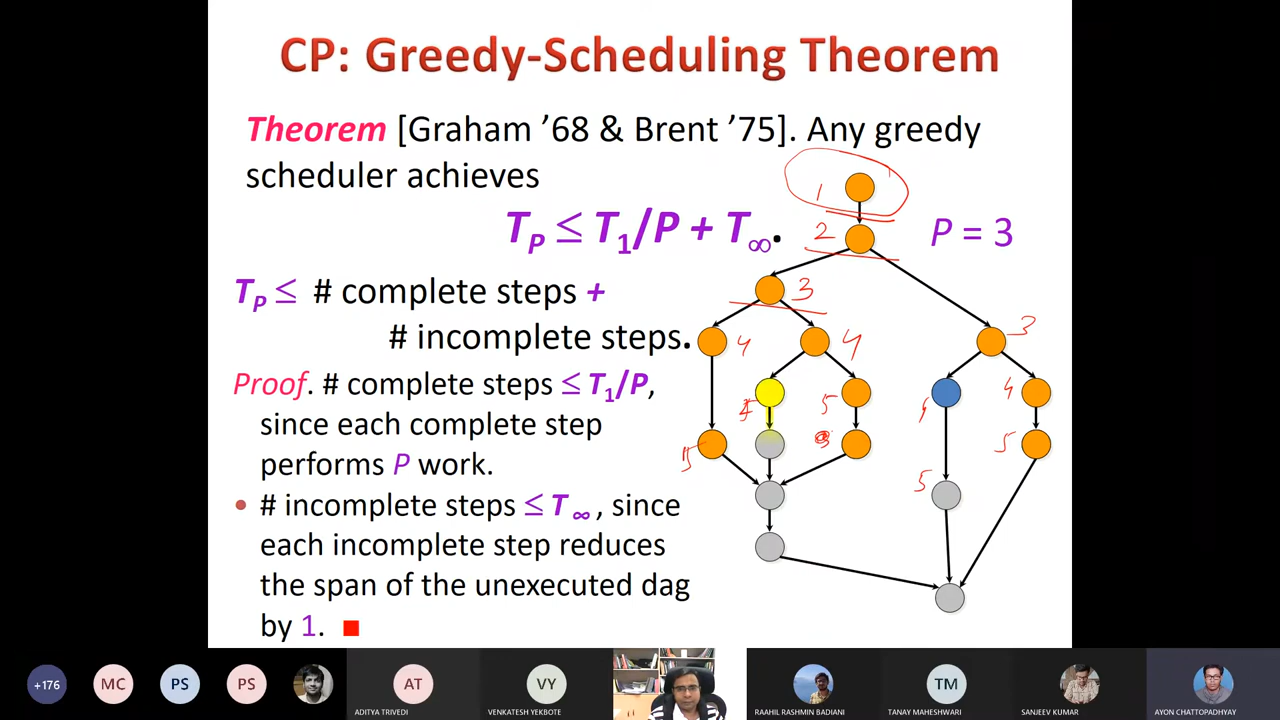 CP: Greedy-Scheduling Theorem
Theorem [Graham ’68 & Brent ’75]. Any greedy
scheduler achieves
T_P ≤ T_1/P + T_∞.
P = 3
T_P ≤ # complete steps +
# incomplete steps.
Proof. # complete steps ≤ T_1/P,
since each complete step
performs P work.
• # incomplete steps ≤ T_∞, since
each incomplete step reduces
the span of the unexecuted dag
by 1.
1
2
3
3
4
4
4
5
5
5
5
+176
MC
PS
PS
AT
ADITYA TRIVEDI
VY
VENKATESH YEKBOTE
RAAHIL RASHMIN BADIANI
TM
TANAY MAHESHWARI
SANJEEV KUMAR
AYON CHATTOPADHYAY